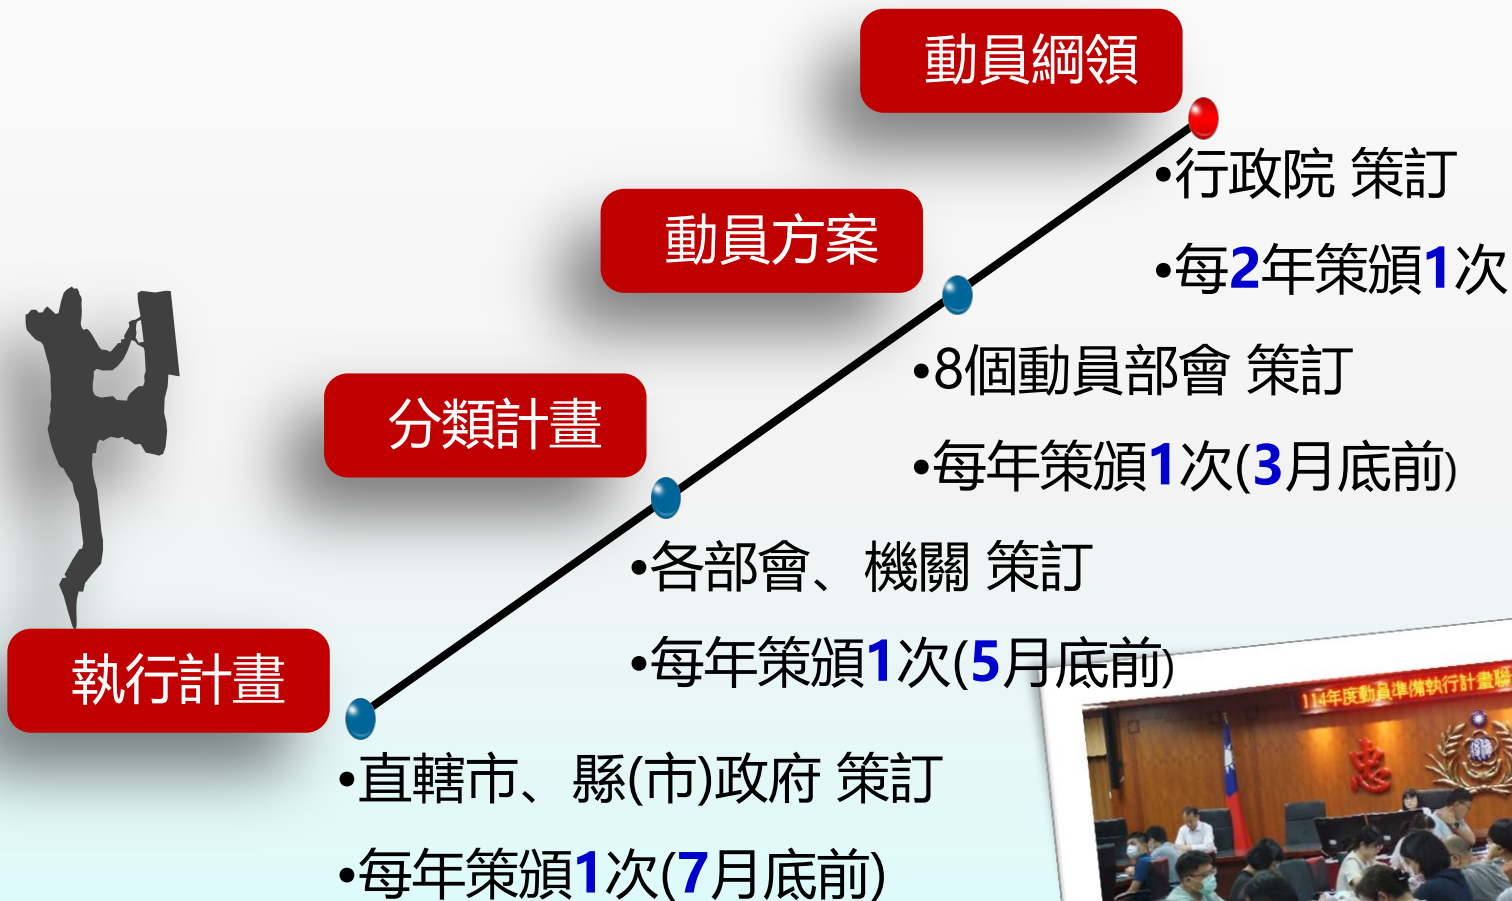 動員綱領
•行政院 策訂
•每2年策頒1次
動員方案
•8個動員部會 策訂
•每年策頒1次(3月底前)
分類計畫
•各部會、機關 策訂
•每年策頒1次(5月底前)
執行計畫
•直轄市、縣(市)政府 策訂
•每年策頒1次(7月底前)
114年度動員準備執行計畫聯
忠